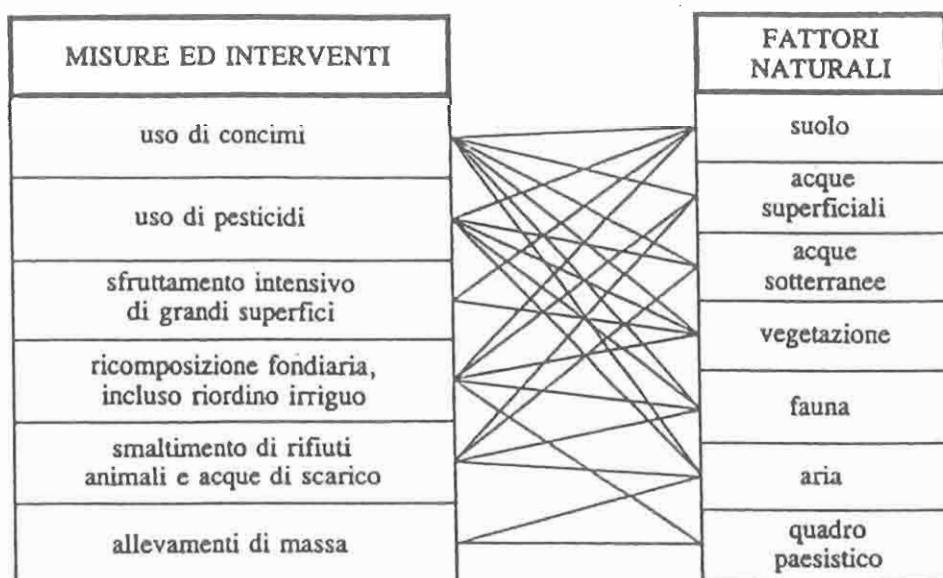 MISURE ED INTERVENTI
uso di concimi
uso di pesticidi
sfruttamento intensivo
di grandi superfici
ricomposizione fondiaria,
incluso riordino irriguo
smaltimento di rifiuti
animali e acque di scarico
allevamenti di massa
FATTORI
NATURALI
suolo
acque
superficiali
acque
sotterranee
vegetazione
fauna
aria
quadro
paesistico